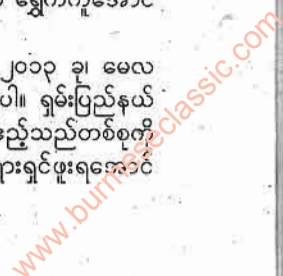 ရွှေကကူအောင်
၂၀၁၃ ခု၊ မေလ
ပါ။ ရှမ်းပြည်နယ်
ည့်သည်တစ်စုကို
ရှင်ဖူးရအောင်
www.burmeseclassic.com